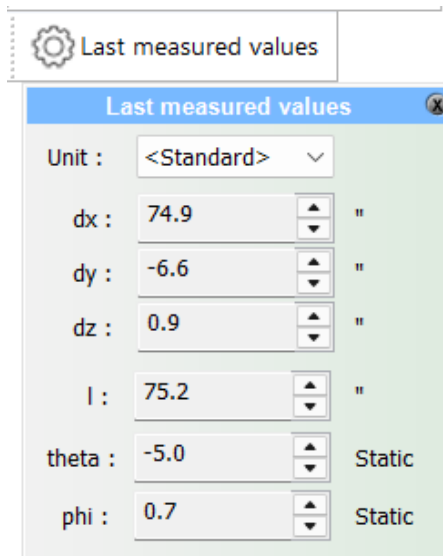 Last measured values
Last measured values
Unit : <Standard>
dx : 74.9 "
dy : -6.6 "
dz : 0.9 "
l : 75.2 "
theta : -5.0 Static
phi : 0.7 Static